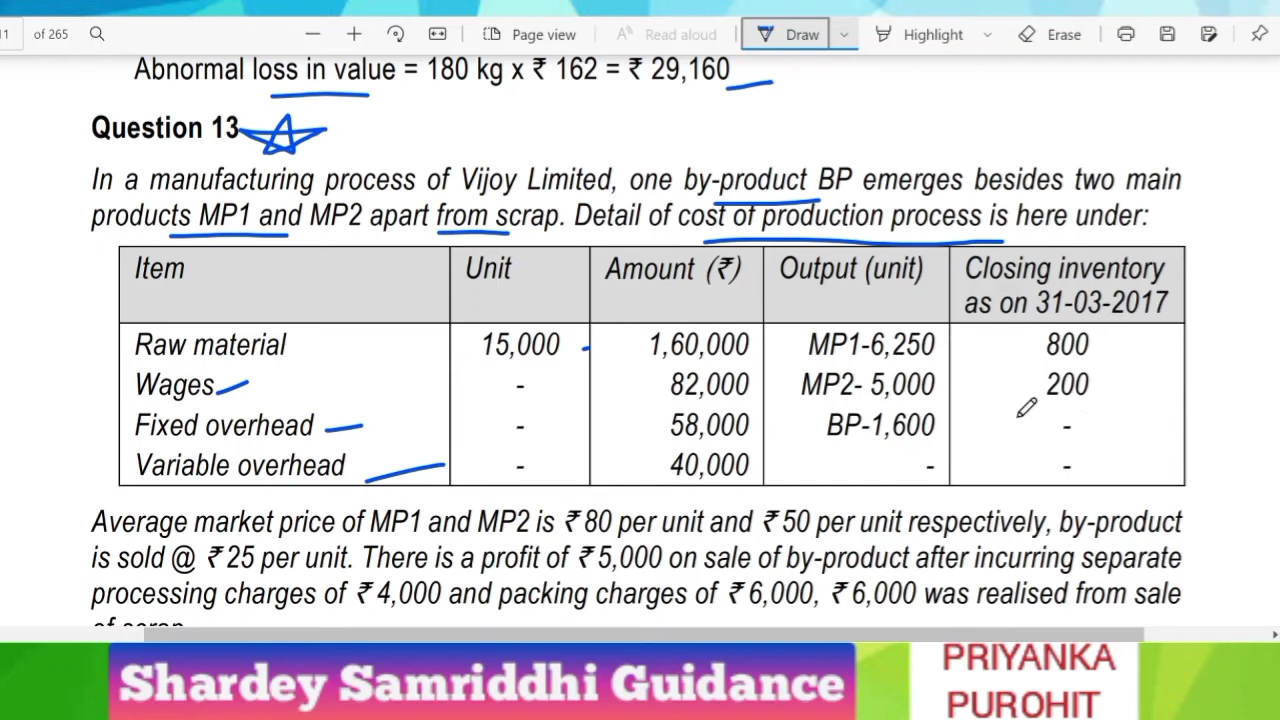 11 of 265 Page view Read aloud Draw Highlight Erase
Abnormal loss in value = 180 kg x ₹ 162 = ₹ 29,160
Question 13
In a manufacturing process of Vijoy Limited, one by-product BP emerges besides two main
products MP1 and MP2 apart from scrap. Detail of cost of production process is here under:
Item Unit Amount (₹) Output (unit) Closing inventory
as on 31-03-2017
Raw material 15,000 1,60,000 MP1-6,250 800
Wages - 82,000 MP2- 5,000 200
Fixed overhead - 58,000 BP-1,600 -
Variable overhead - 40,000 - -
Average market price of MP1 and MP2 is ₹ 80 per unit and ₹ 50 per unit respectively, by-product
is sold @ ₹ 25 per unit. There is a profit of ₹ 5,000 on sale of by-product after incurring separate
processing charges of ₹ 4,000 and packing charges of ₹ 6,000, ₹ 6,000 was realised from sale
of scrap.
Shardey Samriddhi Guidance
PRIYANKA
PUROHIT